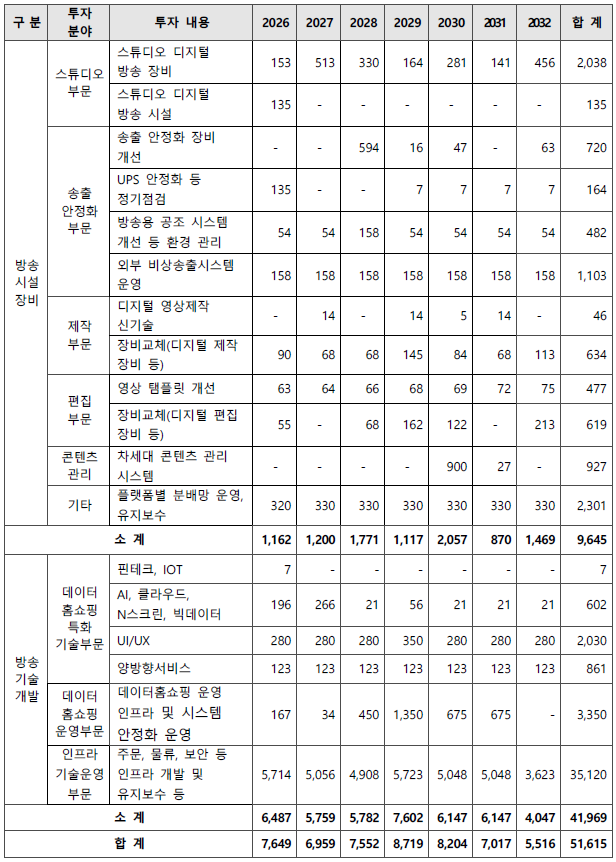 구 분 투자 분야 투자 내용 2026 2027 2028 2029 2030 2031 2032 합 계
방송 시설 장비 스튜디오 부문 스튜디오 디지털 방송 장비 153 513 330 164 281 141 456 2,038
스튜디오 디지털 방송 시설 135 - - - - - - 135
송출 안정화 부문 송출 안정화 장비 개선 - - 594 16 47 - 63 720
UPS 안정화 등 정기점검 135 - - 7 7 7 7 164
방송용 공조 시스템 개선 등 환경 관리 54 54 158 54 54 54 54 482
외부 비상송출시스템 운영 158 158 158 158 158 158 158 1,103
제작 부문 디지털 영상제작 신기술 - 14 - 14 5 14 - 46
장비교체(디지털 제작 장비 등) 90 68 68 145 84 68 113 634
편집 부문 영상 탬플릿 개선 63 64 66 68 69 72 75 477
장비교체(디지털 편집 장비 등) 55 - 68 162 122 - 213 619
콘텐츠 관리 차세대 콘텐츠 관리 시스템 - - - - 900 27 - 927
기타 플랫폼별 분배망 운영, 유지보수 320 330 330 330 330 330 330 2,301
소 계 1,162 1,200 1,771 1,117 2,057 870 1,469 9,645
방송 기술 개발 데이터 홈쇼핑 특화 기술부문 핀테크, IOT 7 - - - - - - 7
AI, 클라우드, N스크린, 빅데이터 196 266 21 56 21 21 21 602
UI/UX 280 280 280 350 280 280 280 2,030
양방향서비스 123 123 123 123 123 123 123 861
데이터 홈쇼핑 운영부문 데이터홈쇼핑 운영 인프라 및 시스템 안정화 운영 167 34 450 1,350 675 675 - 3,350
인프라 기술운영 부문 주문, 물류, 보안 등 인프라 개발 및 유지보수 등 5,714 5,056 4,908 5,723 5,048 5,048 3,623 35,120
소 계 6,487 5,759 5,782 7,602 6,147 6,147 4,047 41,969
합 계 7,649 6,959 7,552 8,719 8,204 7,017 5,516 51,615